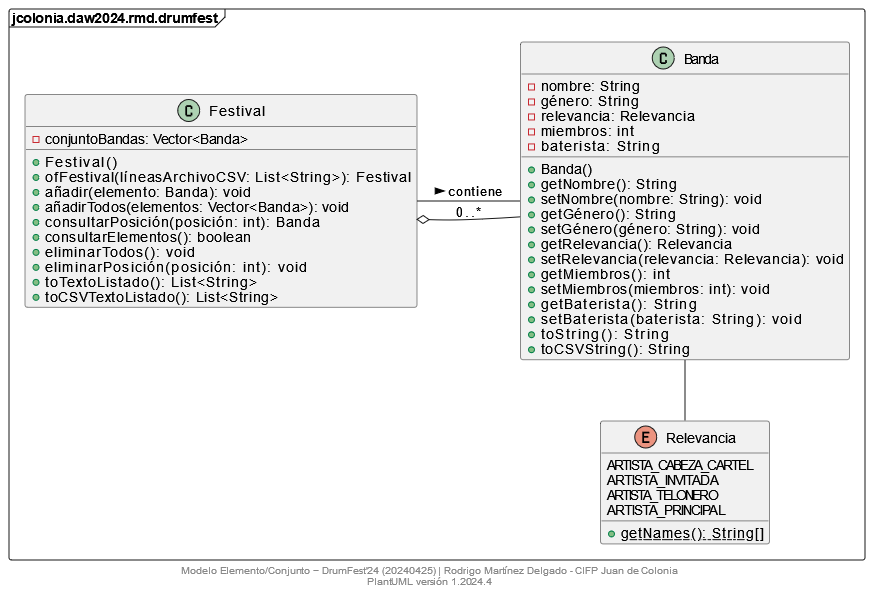 jcolonia.daw2024.rmd.drumfest
C Festival
conjuntoBandas: Vector<Banda>
Festival()
ofFestival(líneasArchivoCSV: List<String>): Festival
añadir(elemento: Banda): void
añadirTodos(elementos: Vector<Banda>): void
consultarPosición(posición: int): Banda
consultarElementos(): boolean
eliminarTodos(): void
eliminarPosición(posición: int): void
toTextoListado(): List<String>
toCSVTextoListado(): List<String>
contiene
0..*
C Banda
nombre: String
género: String
relevancia: Relevancia
miembros: int
baterista: String
Banda()
getNombre(): String
setNombre(nombre: String): void
getGénero(): String
setGénero(género: String): void
getRelevancia(): Relevancia
setRelevancia(relevancia: Relevancia): void
getMiembros(): int
setMiembros(miembros: int): void
getBaterista(): String
setBaterista(baterista: String): void
toString(): String
toCSVString(): String
E Relevancia
ARTISTA_CABEZA_CARTEL
ARTISTA_INVITADA
ARTISTA_TELONERO
ARTISTA_PRINCIPAL
getNames(): String[]
Modelo Elemento/Conjunto – DrumFest'24 (20240425) | Rodrigo Martínez Delgado - CIFP Juan de Colonia
PlantUML versión 1.2024.4